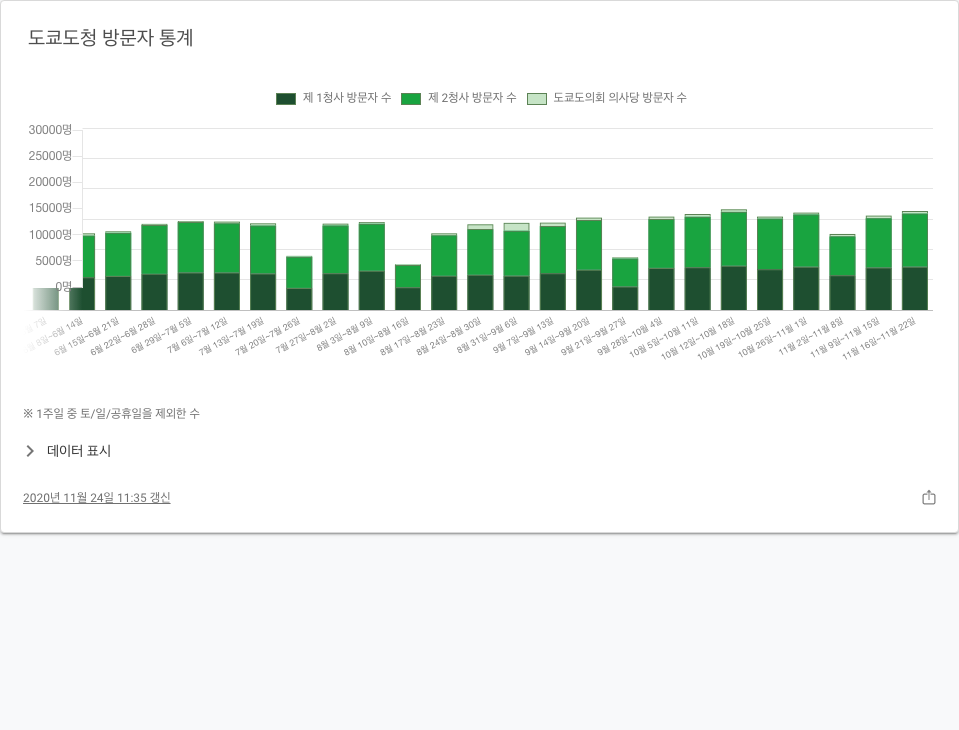 도쿄도청 방문자 통계
제 1청사 방문자 수 제 2청사 방문자 수 도쿄도의회 의사당 방문자 수
30000명
25000명
20000명
15000명
10000명
5000명
0명
6월 15일~6월 21일
6월 22일~6월 28일
6월 29일~7월 5일
7월 6일~7월 12일
7월 13일~7월 19일
7월 20일~7월 26일
7월 27일~8월 2일
8월 3일~8월 9일
8월 10일~8월 16일
8월 17일~8월 23일
8월 24일~8월 30일
8월 31일~9월 6일
9월 7일~9월 13일
9월 14일~9월 20일
9월 21일~9월 27일
9월 28일~10월 4일
10월 5일~10월 11일
10월 12일~10월 18일
10월 19일~10월 25일
10월 26일~11월 1일
11월 2일~11월 8일
11월 9일~11월 15일
11월 16일~11월 22일
※ 1주일 중 토/일/공휴일을 제외한 수
데이터 표시
2020년 11월 24일 11:35 갱신